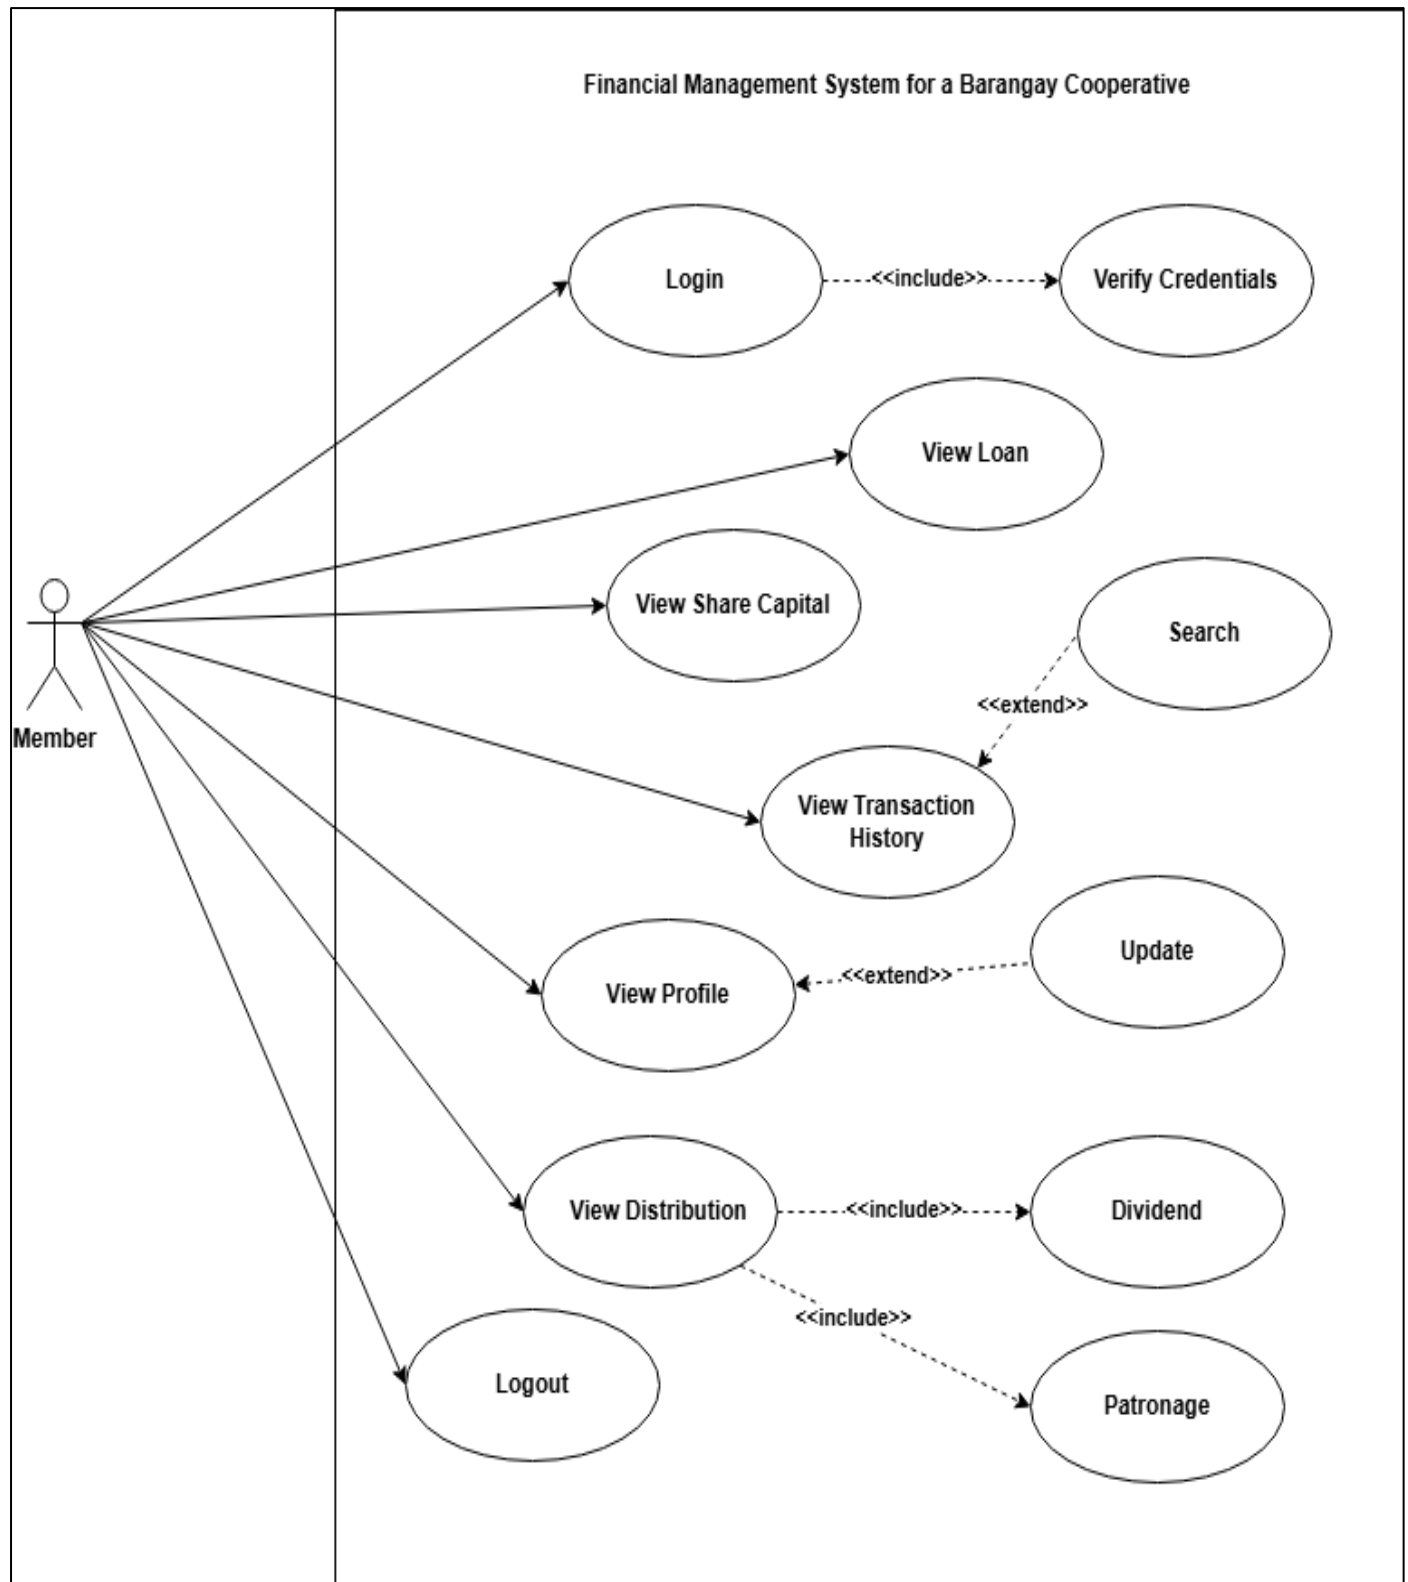 Financial Management System for a Barangay Cooperative
Login
<<include>>
Verify Credentials
View Loan
View Share Capital
Search
<<extend>>
Member
View Transaction
History
Update
<<extend>>
View Profile
View Distribution
<<include>>
Dividend
<<include>>
Logout
Patronage